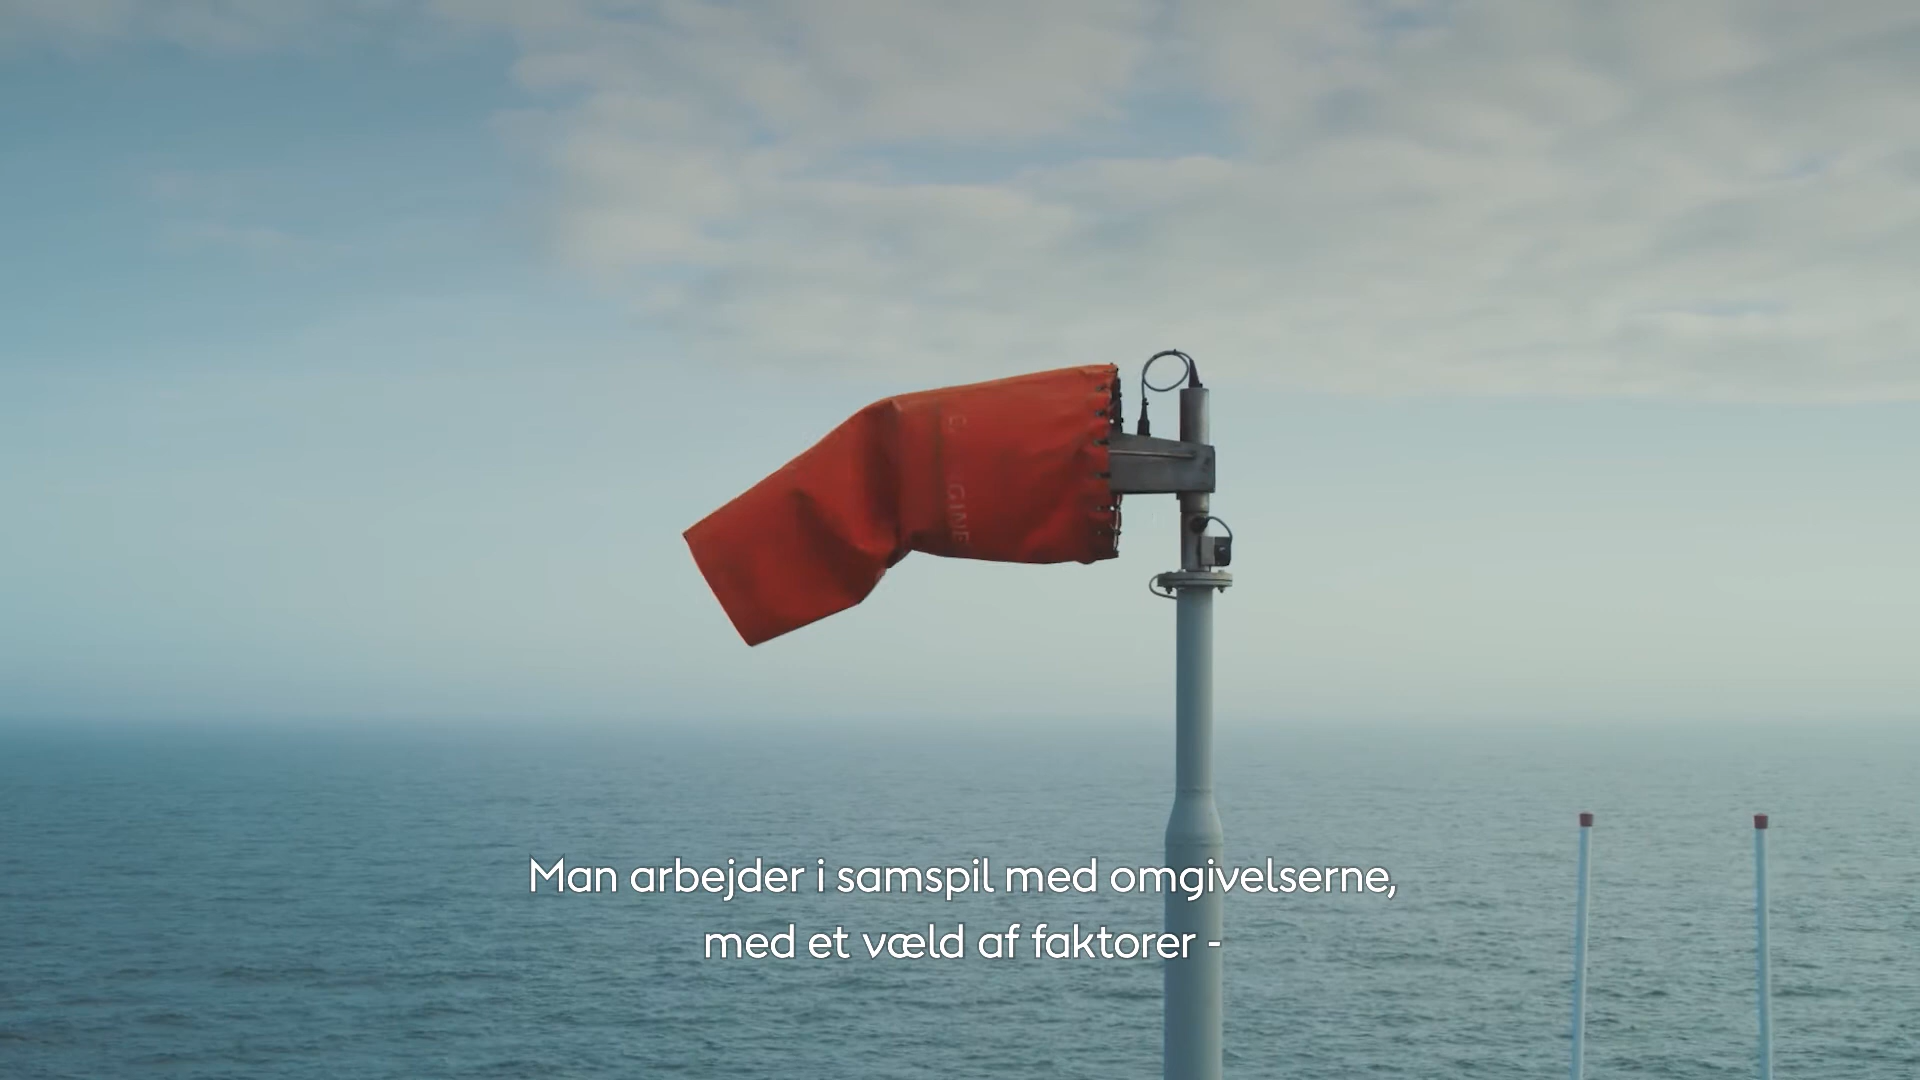 Man arbejder i samspil med omgivelserne,
med et væld af faktorer -